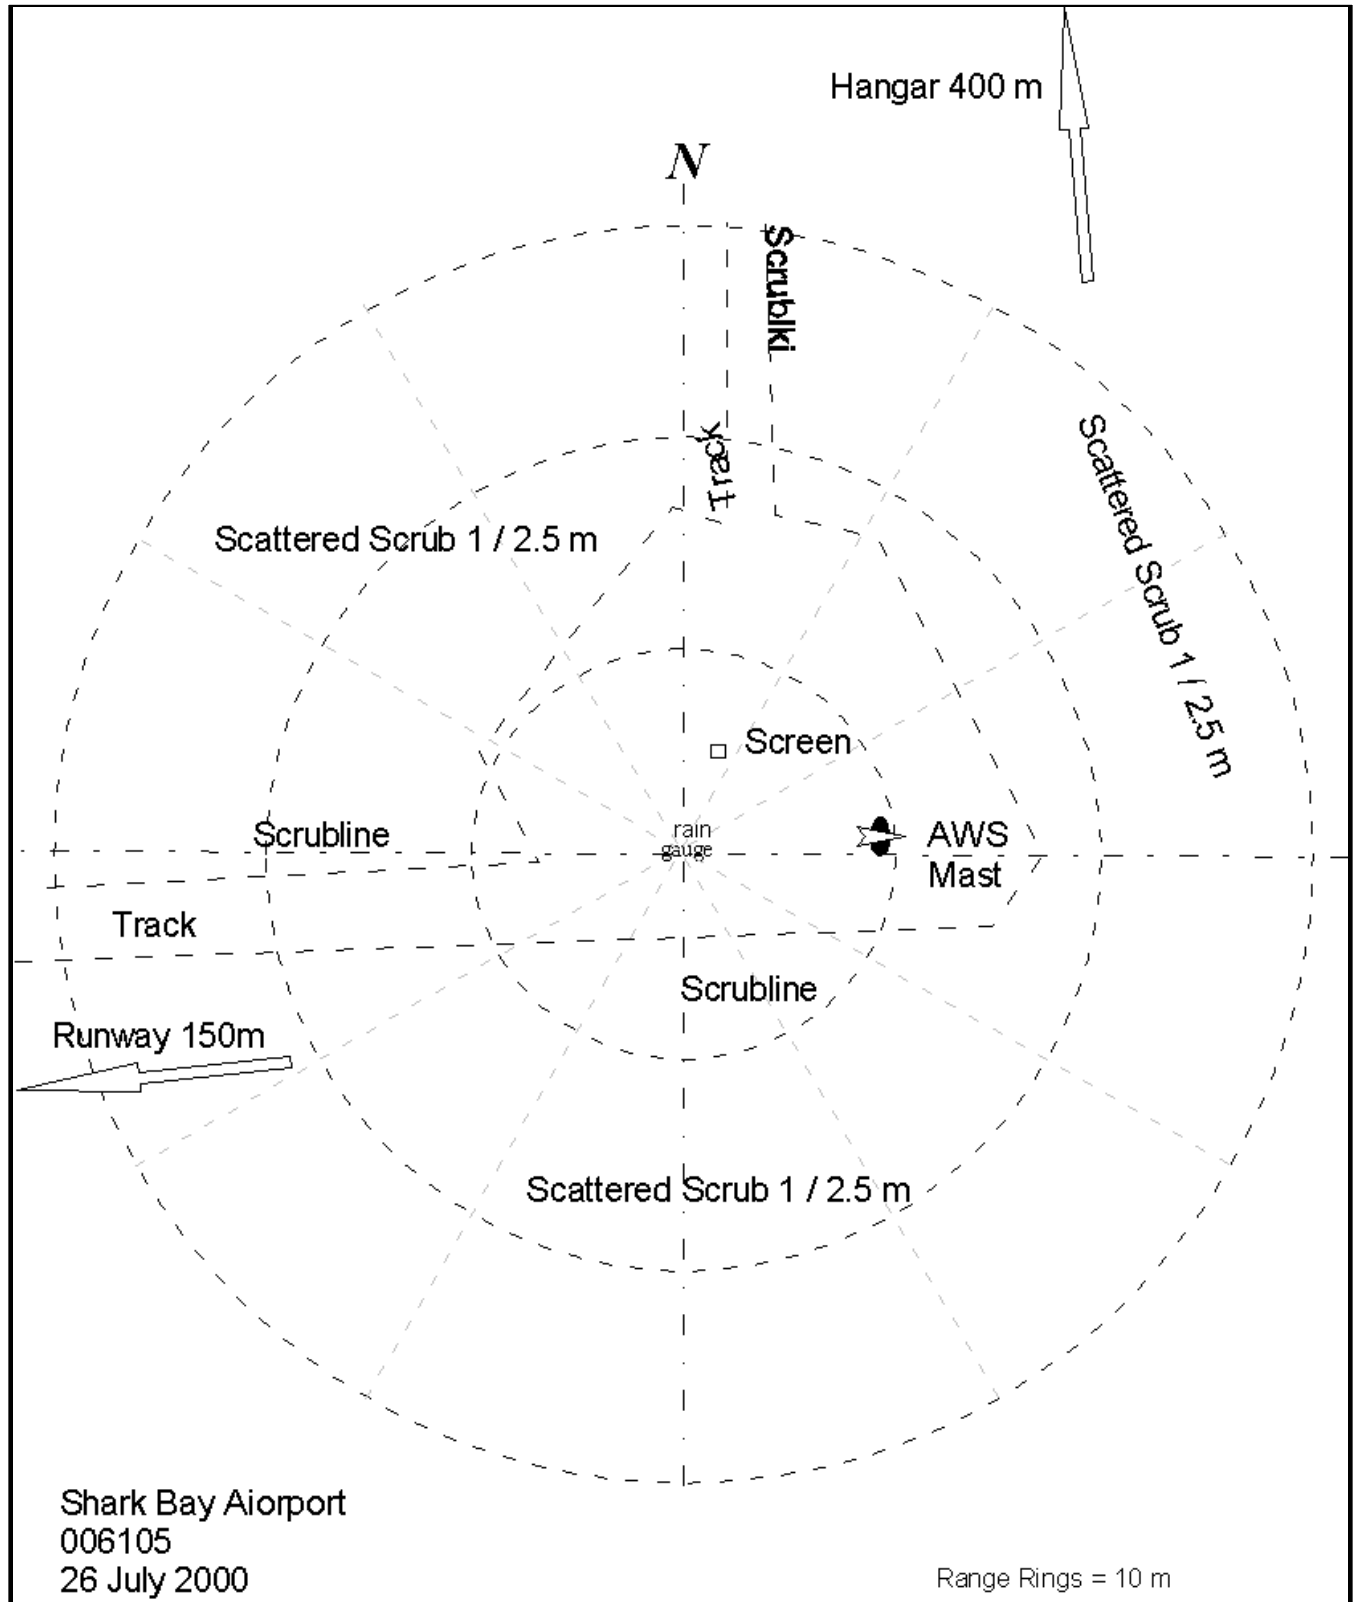 Hangar 400 m
N
Scrublki
Track
Scattered Scrub 1 / 2.5 m
Scattered Scrub 1 / 2.5 m
Screen
rain
gauge
Scrubline
AWS
Mast
Track
Scrubline
Runway 150m
Scattered Scrub 1 / 2.5 m
Shark Bay Aiorport
006105
26 July 2000
Range Rings = 10 m